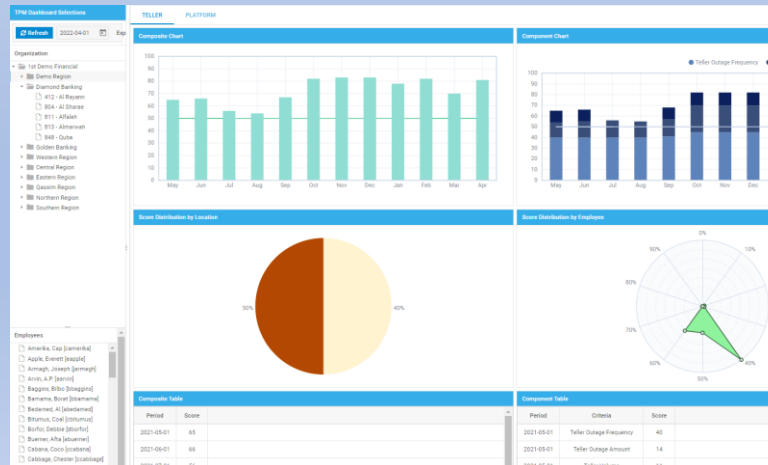 TPM Dashboard Selections
Refresh
2022-04-01
Exp
Organization
1st Demo Financial
Demo Region
Diamond Banking
412 - Al Rayann
804 - Al Sharae
811 - Alfalah
813 - Almarwah
848 - Quba
Golden Banking
Western Region
Central Region
Eastern Region
Qassim Region
Northern Region
Southern Region
Employees
Amerika, Cap [camerika]
Apple, Everett [eapple]
Armagh, Joseph [jarmagh]
Arvin, A.P. [aarvin]
Baggins, Bilbo [bbaggins]
Bamama, Borat [bbamama]
Bedamed, Al [abedamed]
Bitumus, Coal [cbitumus]
Borfor, Debbie [dborfor]
Buerner, Afta [abuerner]
Cabana, Coco [ccabana]
Cabbage, Chester [ccabbage]
TELLER
PLATFORM
Composite Chart
100
90
80
70
60
50
40
30
20
10
0
May Jun Jul Aug Sep Oct Nov Dec Jan Feb Mar Apr
Component Chart
Teller Outage Frequency
100
90
80
70
60
50
40
30
20
10
0
May Jun Jul Aug Sep Oct Nov Dec
Score Distribution by Location
50%
40%
Score Distribution by Employee
0%
90%
10%
80%
70%
60%
40%
50%
Composite Table
Period Score
2021-05-01 65
2021-06-01 66
Component Table
Period Criteria Score
2021-05-01 Teller Outage Frequency 40
2021-05-01 Teller Outage Amount 14